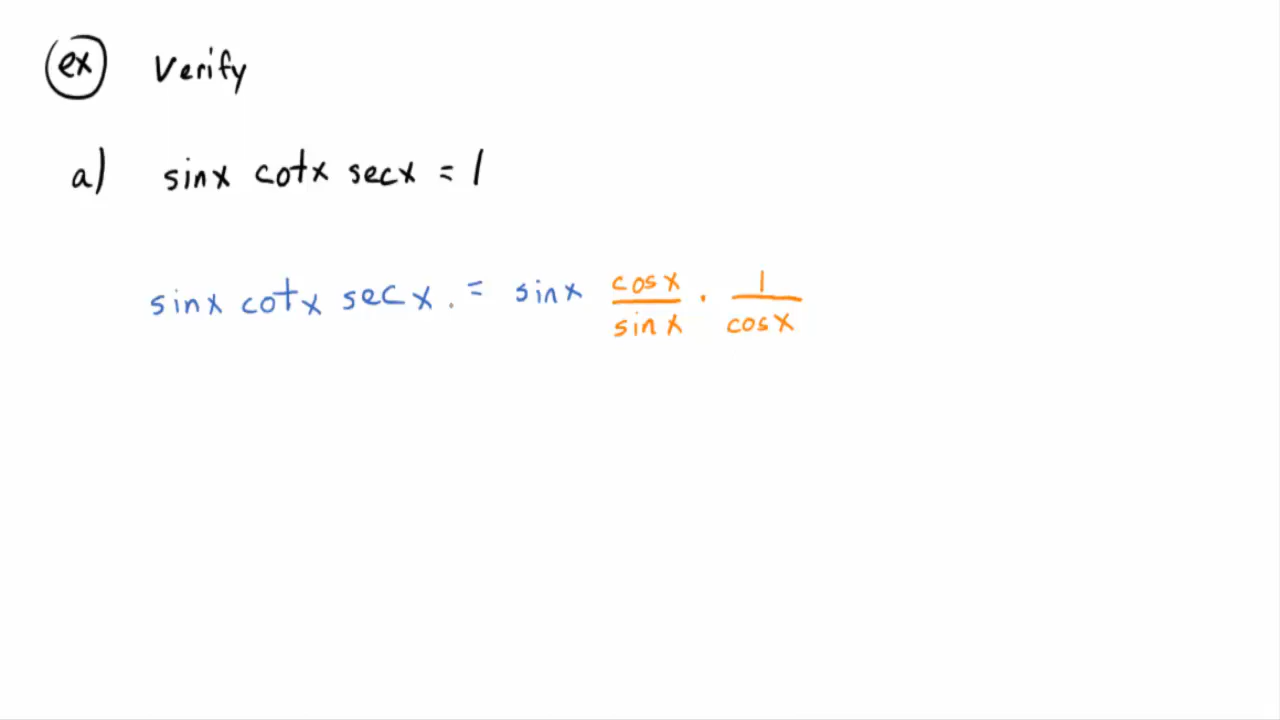 ex Verify
a) sinx cotx secx = 1
sinx cotx secx . = sinx cosx/sinx · 1/cosx